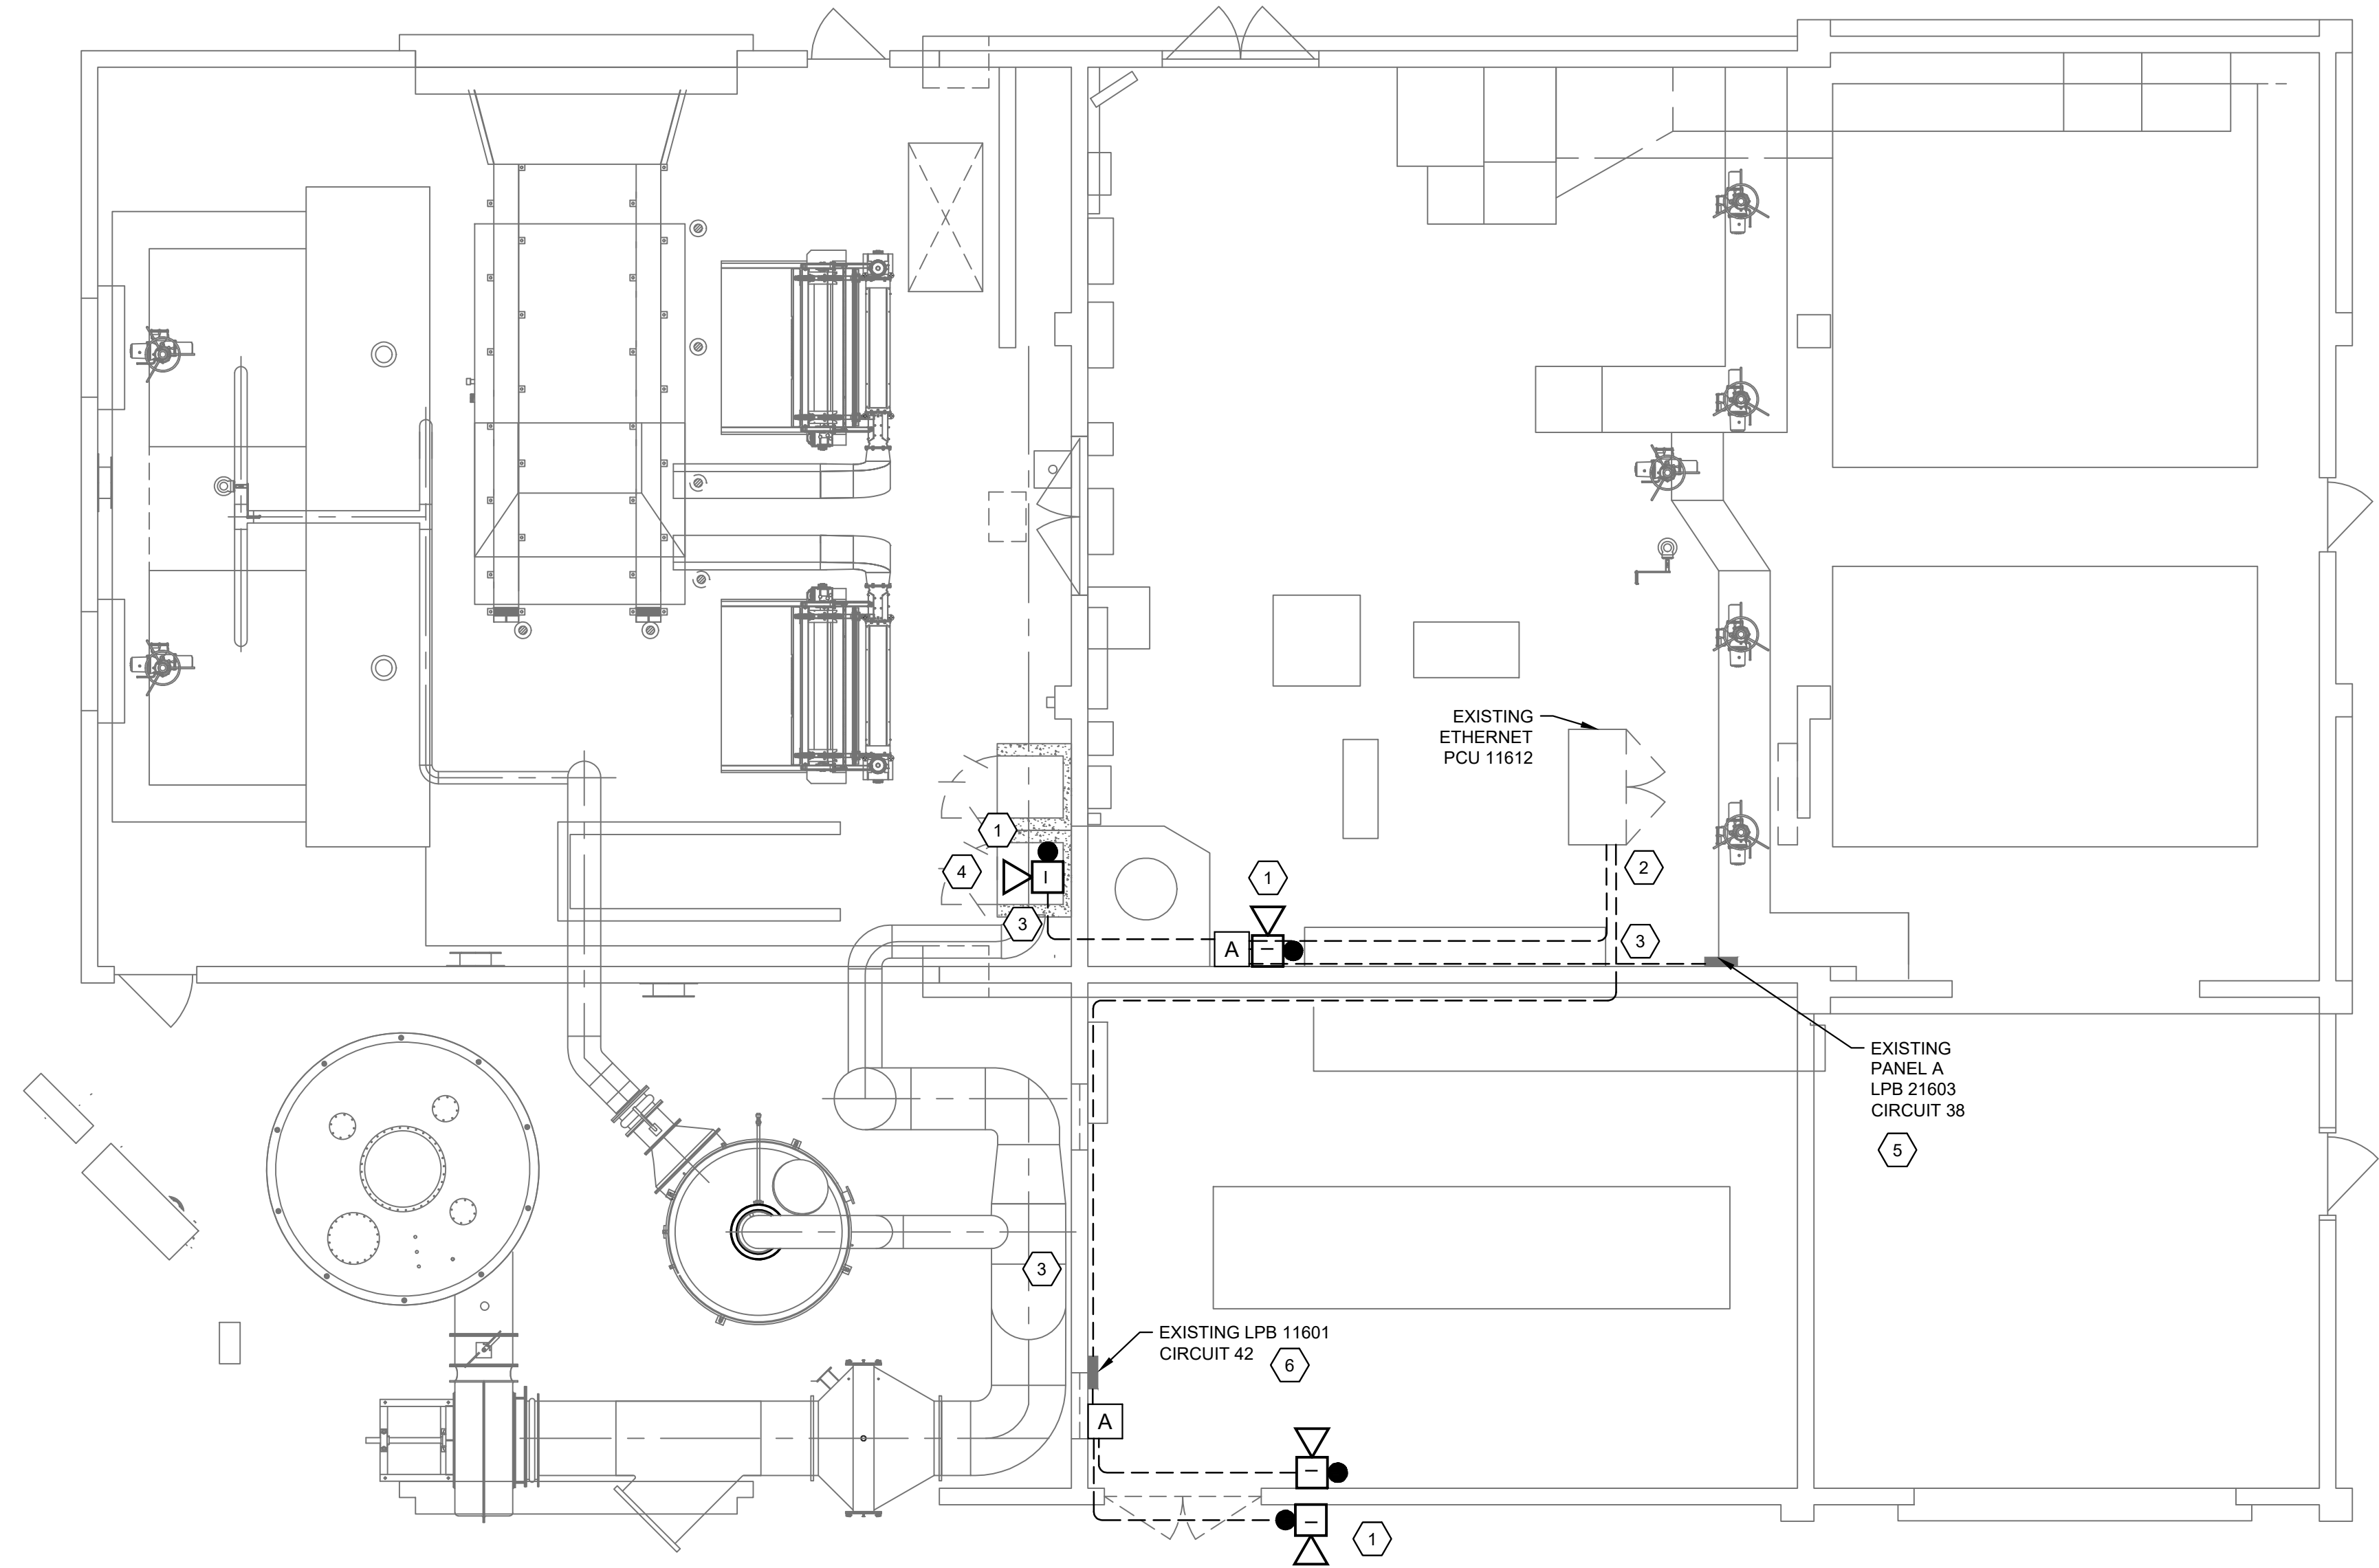 EXISTING
ETHERNET
PCU 11612
1
4
I
1
2
3
3
A
I
EXISTING
PANEL A
LPB 21603
CIRCUIT 38
5
3
EXISTING LPB 11601
CIRCUIT 42
6
A
I
I
1